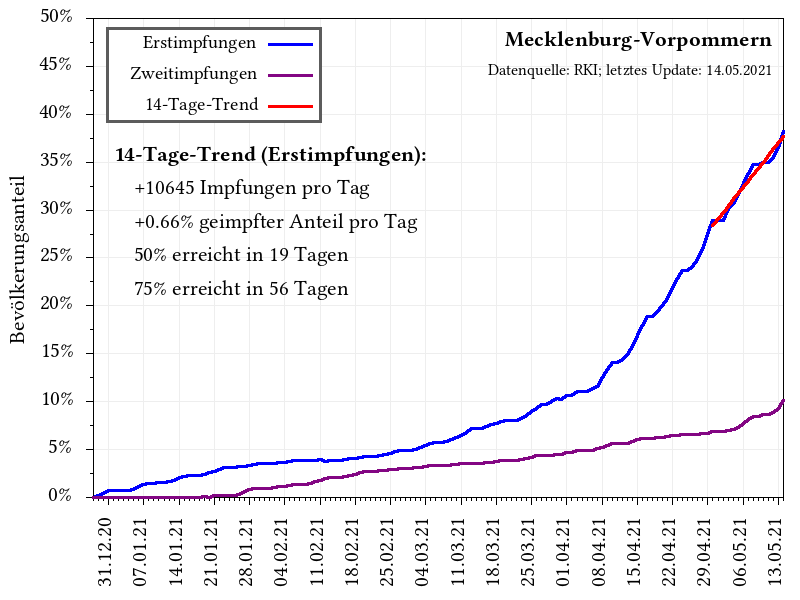 Mecklenburg-Vorpommern
Datenquelle: RKI; letztes Update: 14.05.2021
Erstimpfungen
Zweitimpfungen
14-Tage-Trend
14-Tage-Trend (Erstimpfungen):
+10645 Impfungen pro Tag
+0.66% geimpfter Anteil pro Tag
50% erreicht in 19 Tagen
75% erreicht in 56 Tagen
Bevölkerungsanteil
50%
45%
40%
35%
30%
25%
20%
15%
10%
5%
0%
31.12.20
07.01.21
14.01.21
21.01.21
28.01.21
04.02.21
11.02.21
18.02.21
25.02.21
04.03.21
11.03.21
18.03.21
25.03.21
01.04.21
08.04.21
15.04.21
22.04.21
29.04.21
06.05.21
13.05.21